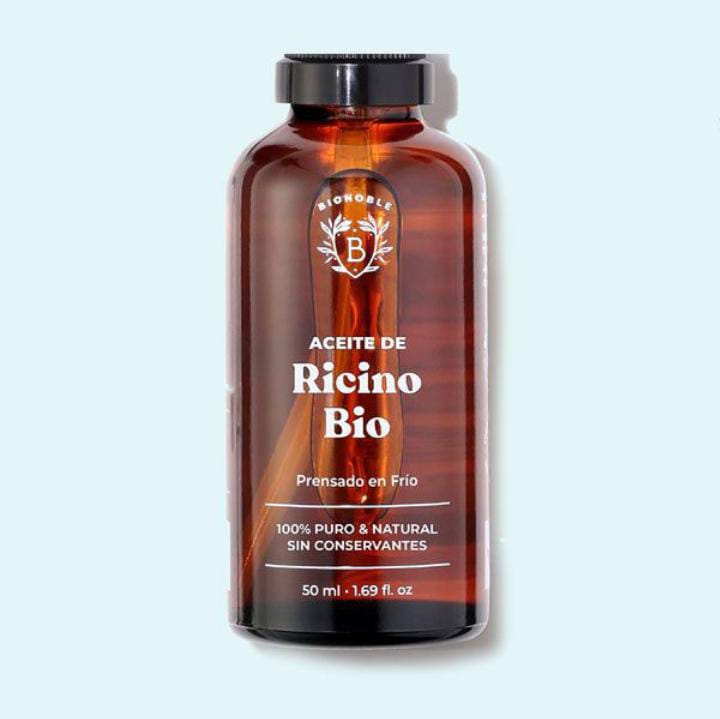 BIONOBLE
B
ACEITE DE
Ricino
Bio
Prensado en Frío
100% PURO & NATURAL
SIN CONSERVANTES
50 ml · 1.69 fl. oz